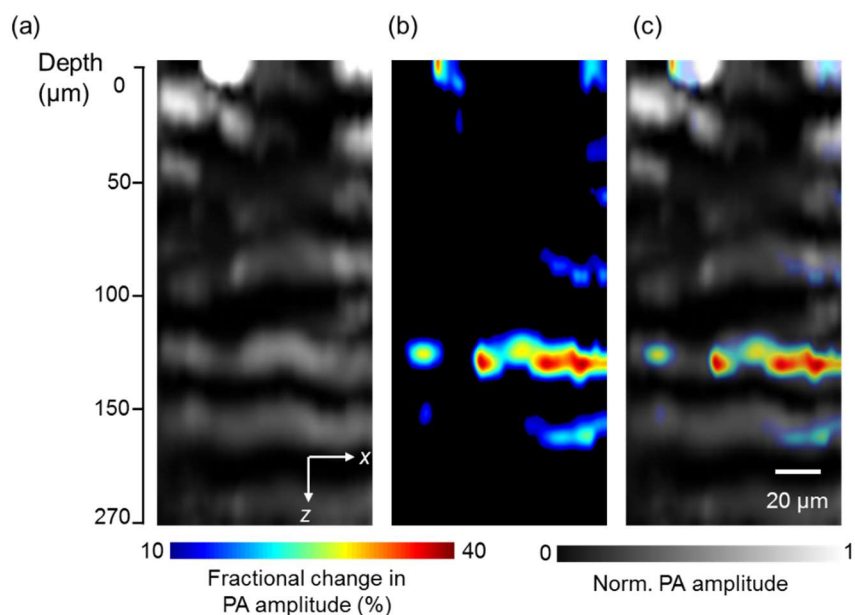 (a)
(b)
(c)
Depth
(µm)
0
50
100
150
270
x
z
20 µm
10
40
Fractional change in
PA amplitude (%)
0
1
Norm. PA amplitude